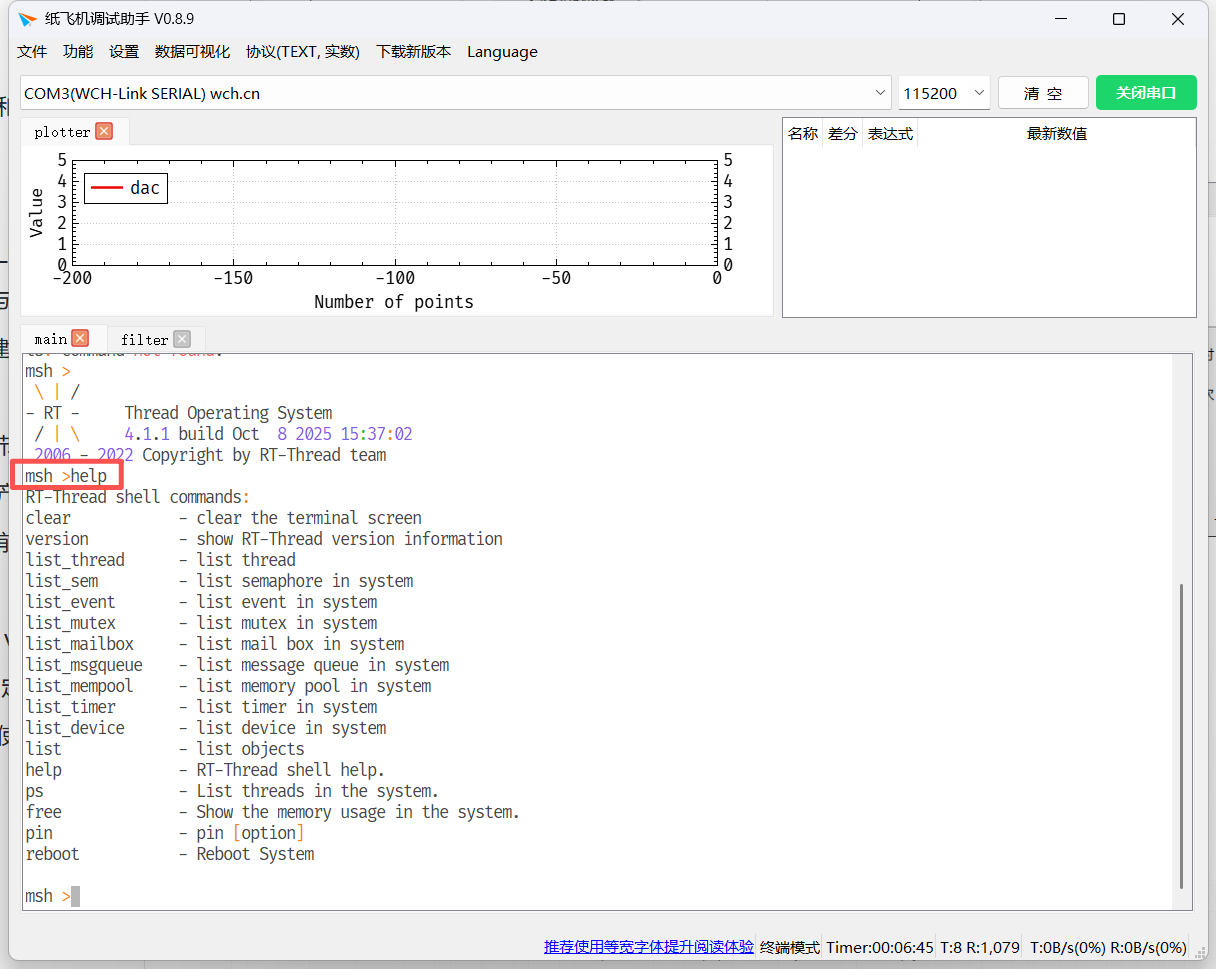 纸飞机调试助手 V0.8.9
文件 功能 设置 数据可视化 协议(TEXT, 实数) 下载新版本 Language
COM3(WCH-Link SERIAL) wch.cn 115200 清 空 关闭串口
plotter
名称 差分 表达式 最新数值
dac
Value
5 4 3 2 1 0
5 4 3 2 1 0
-200 -150 -100 -50 0
Number of points
main filter
msh >
\ | /
- RT - Thread Operating System
/ | \ 4.1.1 build Oct 8 2025 15:37:02
2006 - 2022 Copyright by RT-Thread team
msh >help
RT-Thread shell commands:
clear - clear the terminal screen
version - show RT-Thread version information
list_thread - list thread
list_sem - list semaphore in system
list_event - list event in system
list_mutex - list mutex in system
list_mailbox - list mail box in system
list_msgqueue - list message queue in system
list_mempool - list memory pool in system
list_timer - list timer in system
list_device - list device in system
list - list objects
help - RT-Thread shell help.
ps - List threads in the system.
free - Show the memory usage in the system.
pin - pin [option]
reboot - Reboot System
msh >
推荐使用等宽字体提升阅读体验 终端模式 Timer:00:06:45 T:8 R:1,079 T:0B/s(0%) R:0B/s(0%)